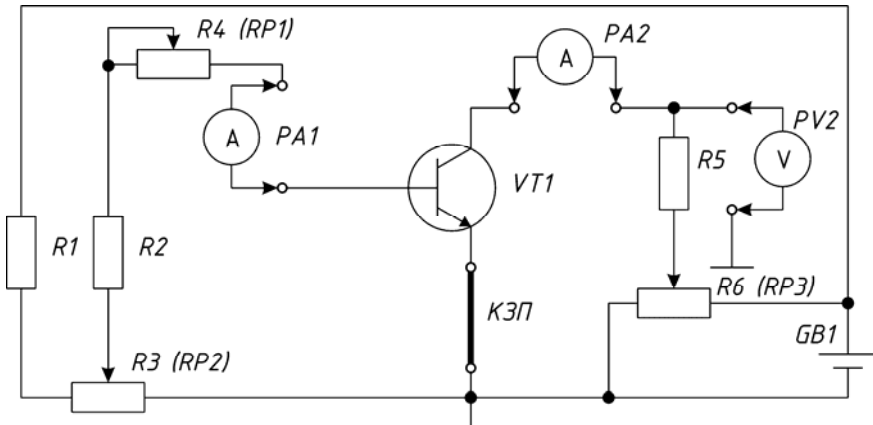 R4 (RP1)
PA2
A
A
PA1
PV2
V
R5
VT1
R1
R2
R6 (RP3)
КЗП
GB1
R3 (RP2)